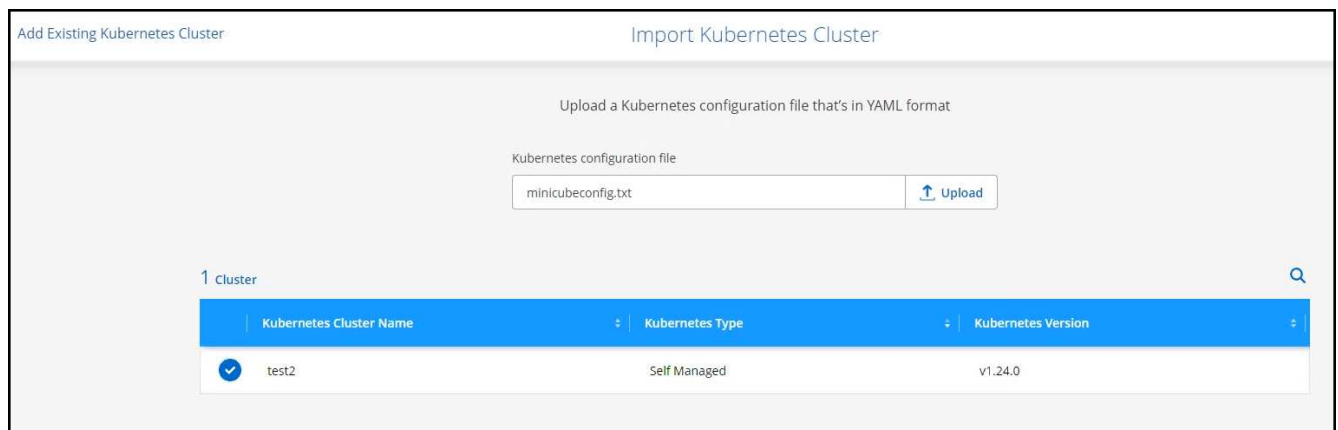 Add Existing Kubernetes Cluster
Import Kubernetes Cluster
Upload a Kubernetes configuration file that's in YAML format
Kubernetes configuration file
minicubeconfig.txt Upload
1 Cluster
Kubernetes Cluster Name Kubernetes Type Kubernetes Version
test2 Self Managed v1.24.0